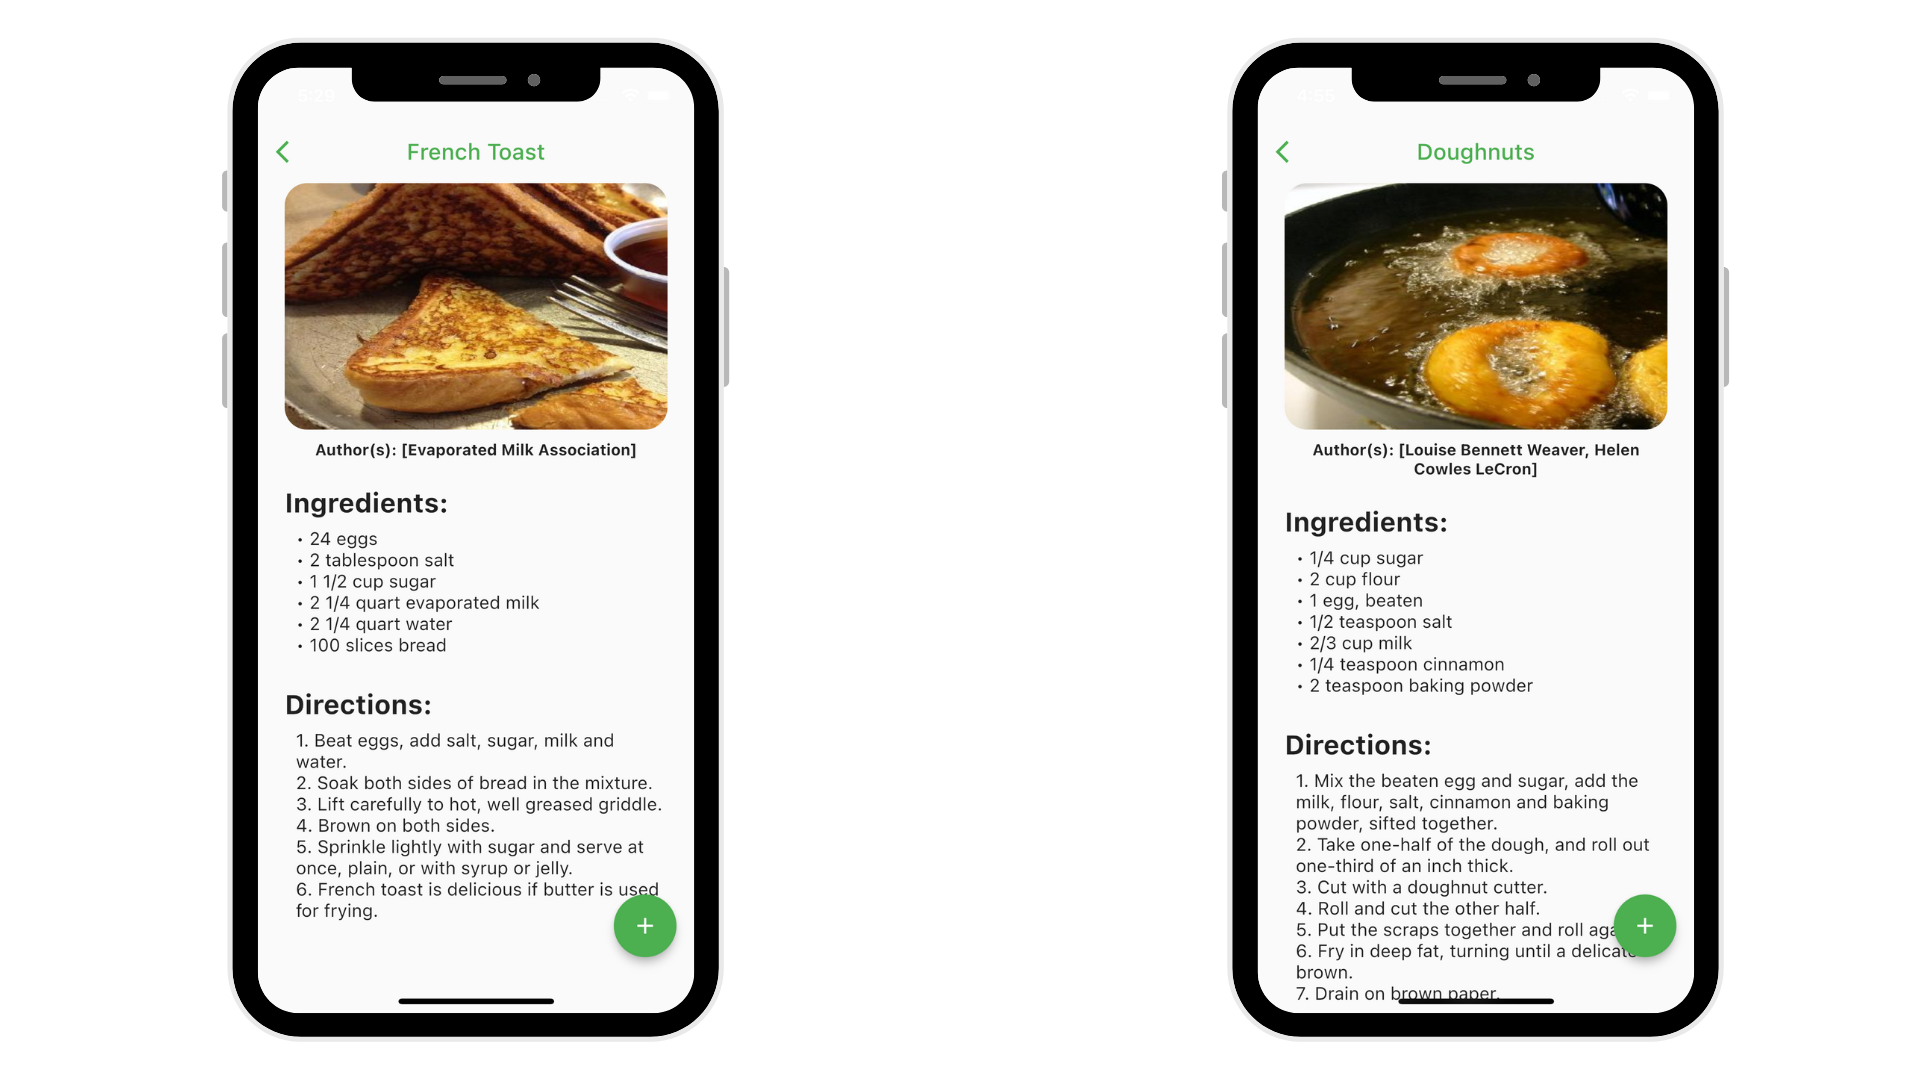 5:29
French Toast
Author(s): [Evaporated Milk Association]
Ingredients:
• 24 eggs
• 2 tablespoon salt
• 1 1/2 cup sugar
• 2 1/4 quart evaporated milk
• 2 1/4 quart water
• 100 slices bread
Directions:
1. Beat eggs, add salt, sugar, milk and
water.
2. Soak both sides of bread in the mixture.
3. Lift carefully to hot, well greased griddle.
4. Brown on both sides.
5. Sprinkle lightly with sugar and serve at
once, plain, or with syrup or jelly.
6. French toast is delicious if butter is used
for frying.
+
Doughnuts
Author(s): [Louise Bennett Weaver, Helen
Cowles LeCron]
Ingredients:
• 1/4 cup sugar
• 2 cup flour
• 1 egg, beaten
• 1/2 teaspoon salt
• 2/3 cup milk
• 1/4 teaspoon cinnamon
• 2 teaspoon baking powder
Directions:
1. Mix the beaten egg and sugar, add the
milk, flour, salt, cinnamon and baking
powder, sifted together.
2. Take one-half of the dough, and roll out
one-third of an inch thick.
3. Cut with a doughnut cutter.
4. Roll and cut the other half.
5. Put the scraps together and roll
6. Fry in deep fat, turning until a delicate
brown.
7. Drain on brown paper.
+